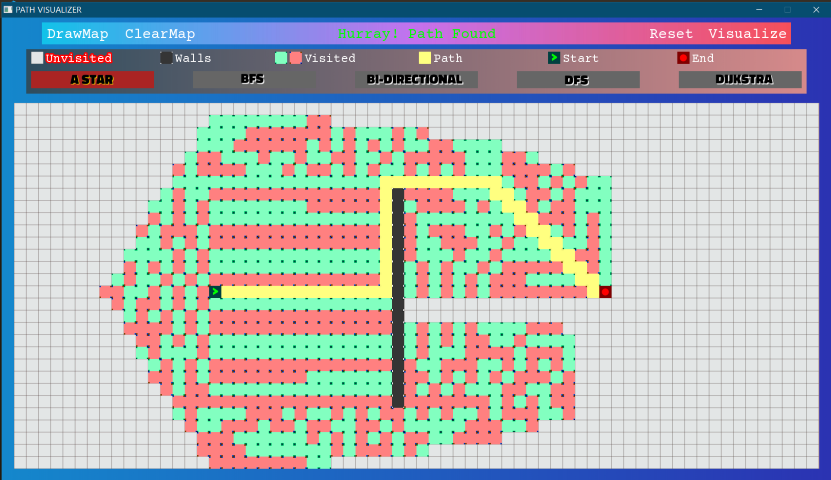 PATH VISUALIZER
DrawMap ClearMap Hurray! Path Found Reset Visualize
Unvisited Walls Visited Path Start End
A STAR BFS BI-DIRECTIONAL DFS DIJKSTRA